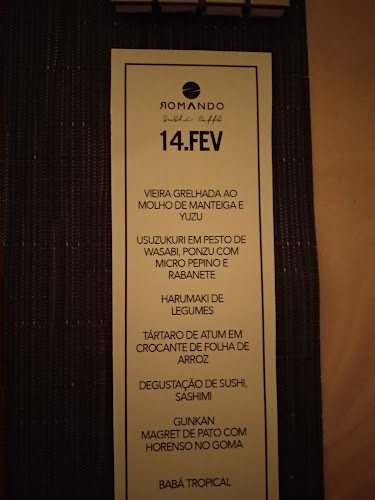 ROMANDO
Sushi Caffé
14.FEV
VIEIRA GRELHADA AO
MOLHO DE MANTEIGA E
YUZU
USUZUKURI EM PESTO DE
WASABI, PONZU COM
MICRO PEPINO E
RABANETE
HARUMAKI DE
LEGUMES
TÁRTARO DE ATUM EM
CROCANTE DE FOLHA DE
ARROZ
DEGUSTAÇÃO DE SUSHI,
SASHIMI
GUNKAN
MAGRET DE PATO COM
HORENSO NO GOMA
BABÁ TROPICAL